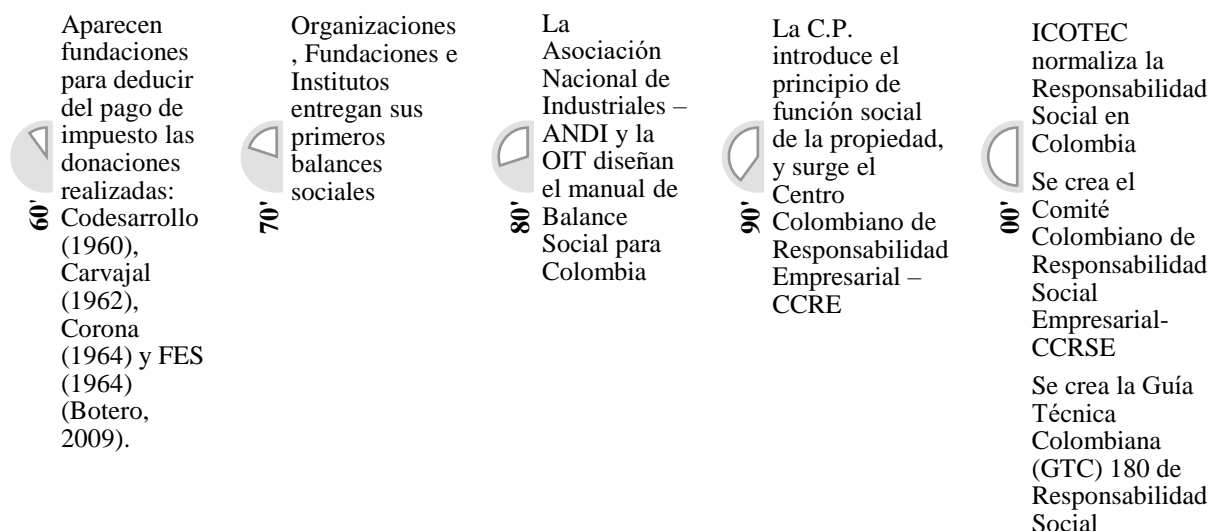 60'
Aparecen
fundaciones
para deducir
del pago de
impuesto las
donaciones
realizadas:
Codesarrollo
(1960),
Carvajal
(1962),
Corona
(1964) y FES
(1964)
(Botero,
2009).
70'
Organizaciones
, Fundaciones e
Institutos
entregan sus
primeros
balances
sociales
80'
La
Asociación
Nacional de
Industriales –
ANDI y la
OIT diseñan
el manual de
Balance
Social para
Colombia
90'
La C.P.
introduce el
principio de
función social
de la propiedad,
y surge el
Centro
Colombiano de
Responsabilidad
Empresarial –
CCRE
00'
ICOTEC
normaliza la
Responsabilidad
Social en
Colombia
Se crea el
Comité
Colombiano de
Responsabilidad
Social
Empresarial-
CCRSE
Se crea la Guía
Técnica
Colombiana
(GTC) 180 de
Responsabilidad
Social